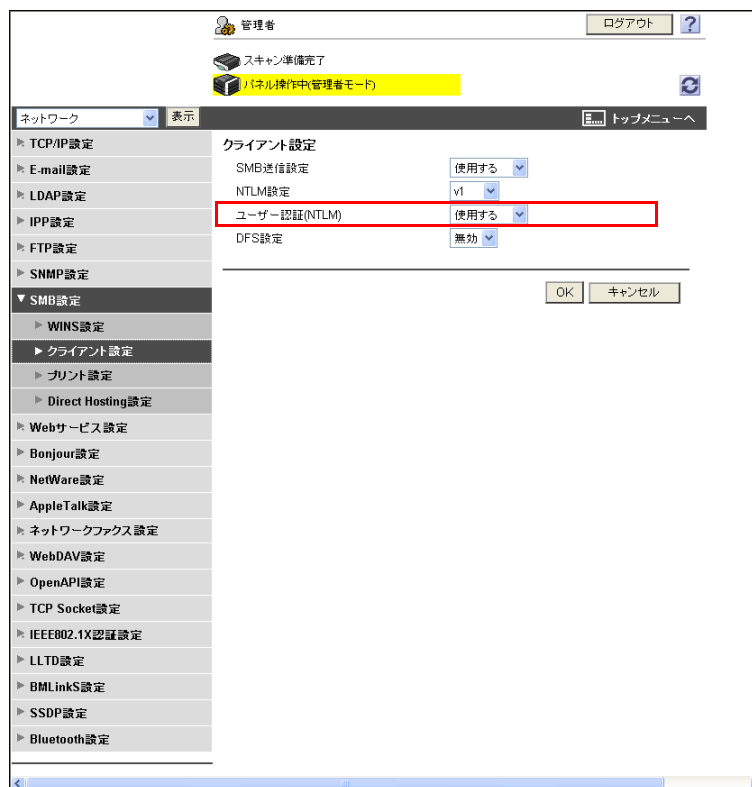 管理者
ログアウト ?
スキャン準備完了
パネル操作中(管理者モード)
ネットワーク 表示
トップメニューへ
TCP/IP設定
E-mail設定
LDAP設定
IPP設定
FTP設定
SNMP設定
SMB設定
WINS設定
クライアント設定
プリント設定
Direct Hosting設定
Webサービス設定
Bonjour設定
NetWare設定
AppleTalk設定
ネットワークファクス設定
WebDAV設定
OpenAPI設定
TCP Socket設定
IEEE802.1X認証設定
LLTD設定
BMLinkS設定
SSDP設定
Bluetooth設定
クライアント設定
SMB送信設定 使用する
NTLM設定 v1
ユーザー認証(NTLM) 使用する
DFS設定 無効
OK キャンセル